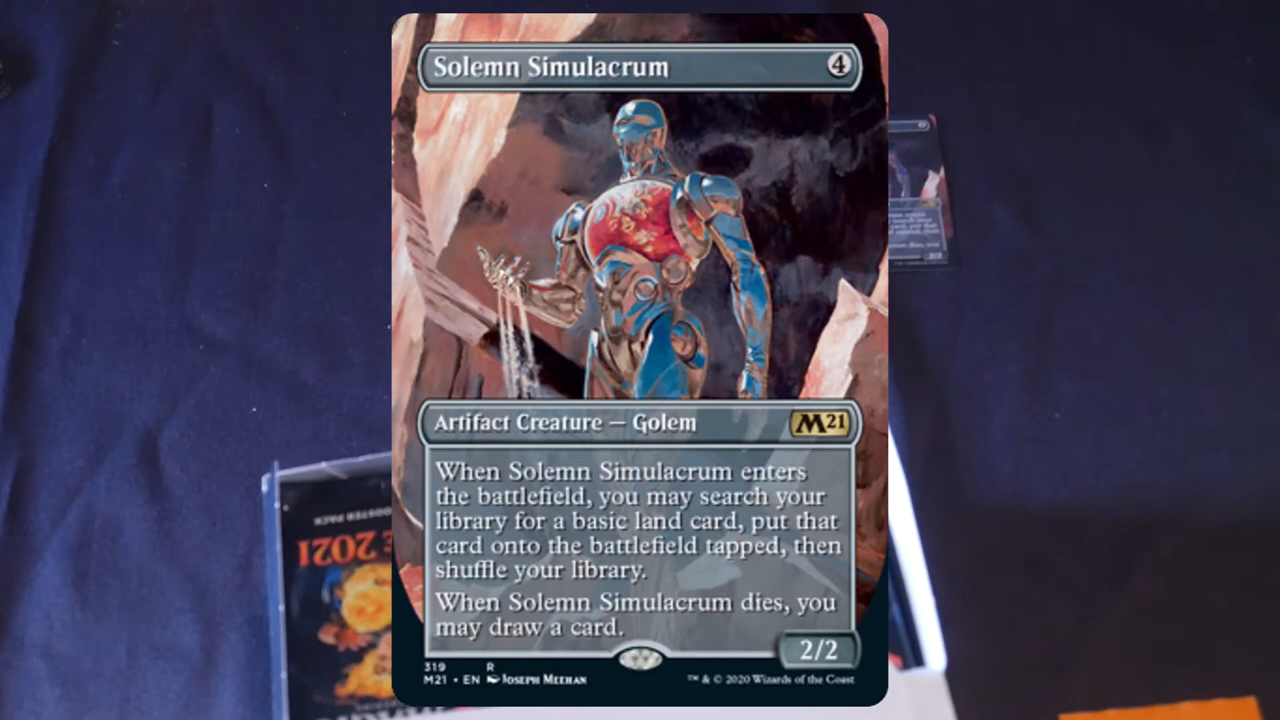 Solemn Simulacrum
4
Artifact Creature — Golem
M21
When Solemn Simulacrum enters
the battlefield, you may search your
library for a basic land card, put that
card onto the battlefield tapped, then
shuffle your library.
When Solemn Simulacrum dies, you
may draw a card.
2/2
319 R
M21 • EN Joseph Meehan
™ & © 2020 Wizards of the Coast
2021